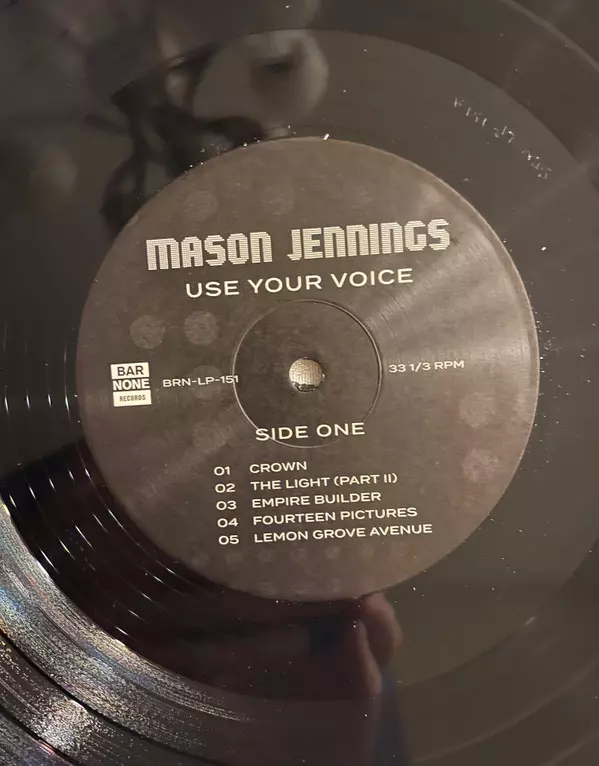 MASON JENNINGS
USE YOUR VOICE
BAR
NONE
RECORDS
BRN-LP-151
33 1/3 RPM
SIDE ONE
01 CROWN
02 THE LIGHT (PART II)
03 EMPIRE BUILDER
04 FOURTEEN PICTURES
05 LEMON GROVE AVENUE